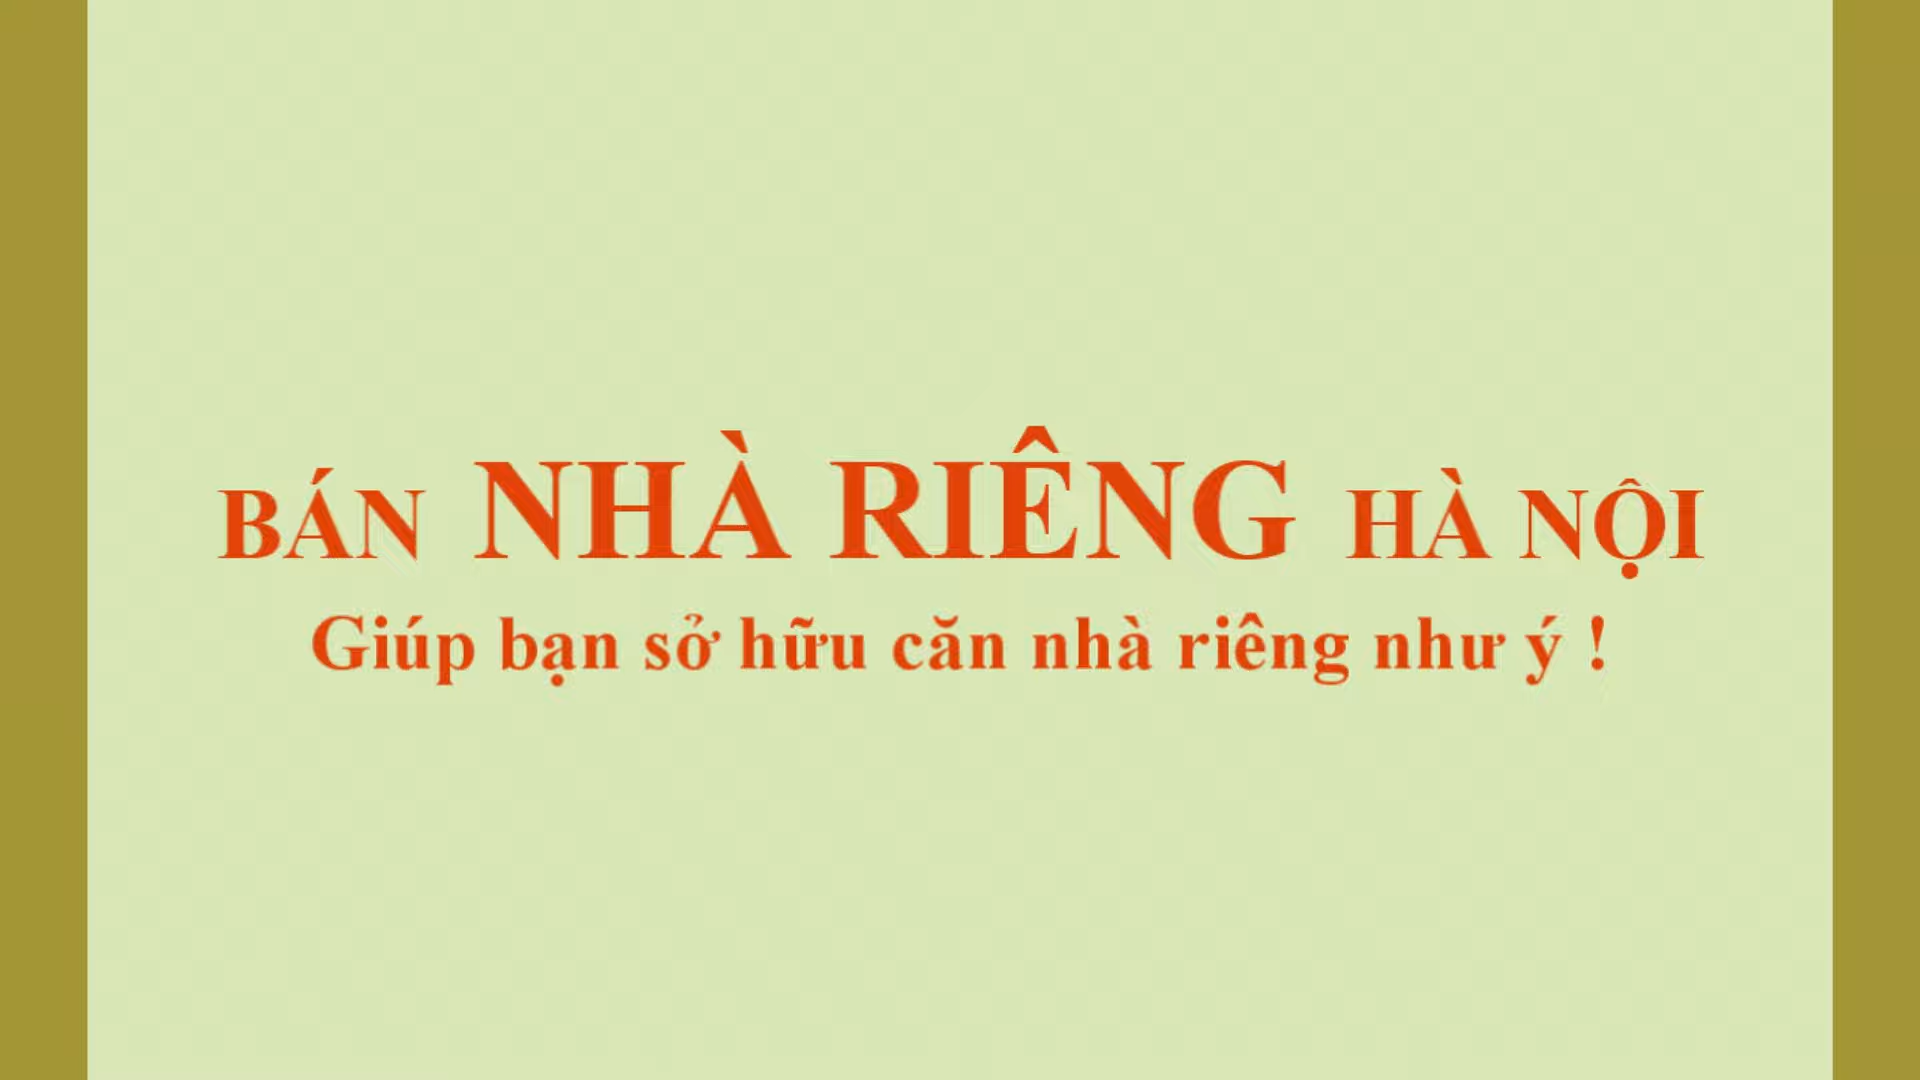 BÁN NHÀ RIÊNG HÀ NỘI
Giúp bạn sở hữu căn nhà riêng như ý !